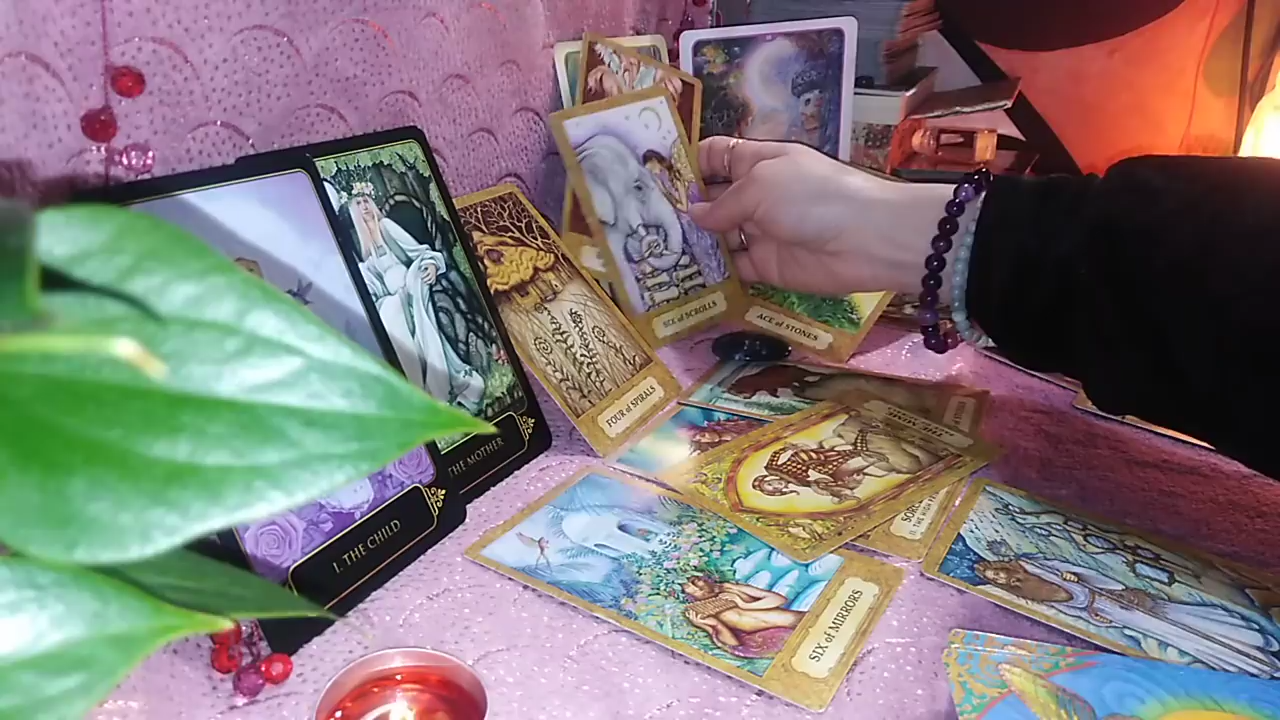 SIX of SCROLLS
ACE of STONES
FOUR of SPIRALS
THE MOTHER
I. THE CHILD
SIX of MIRRORS